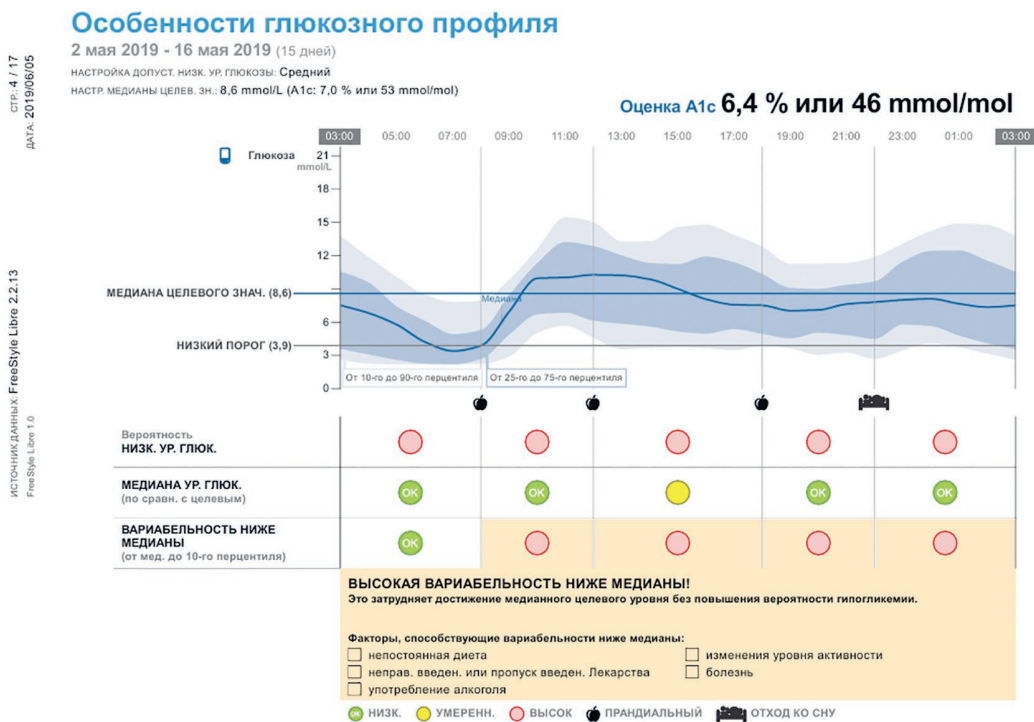 Особенности глюкозного профиля
2 мая 2019 - 16 мая 2019 (15 дней)
НАСТРОЙКА ДОПУСТ. НИЗК. УР. ГЛЮКОЗЫ: Средний
НАСТР. МЕДИАНЫ ЦЕЛЕВ. ЗН.: 8,6 mmol/L (A1c: 7,0 % или 53 mmol/mol)
СТР.: 4 / 17
ДАТА: 2019/06/05
Оценка A1c 6,4 % или 46 mmol/mol
03:00 05:00 07:00 09:00 11:00 13:00 15:00 17:00 19:00 21:00 23:00 01:00 03:00
Глюкоза
mmol/L
21
18
15
12
МЕДИАНА ЦЕЛЕВОГО ЗНАЧ. (8,6)
Медиана
6
НИЗКИЙ ПОРОГ (3,9)
3
0
От 10-го до 90-го перцентиля
От 25-го до 75-го перцентиля
ИСТОЧНИК ДАННЫХ: FreeStyle Libre 2.2.13
FreeStyle Libre 1.0
Вероятность
НИЗК. УР. ГЛЮК.
МЕДИАНА УР. ГЛЮК.
(по сравн. с целевым)
OK OK OK OK
ВАРИАБЕЛЬНОСТЬ НИЖЕ
МЕДИАНЫ
(от мед. до 10-го перцентиля)
OK
ВЫСОКАЯ ВАРИАБЕЛЬНОСТЬ НИЖЕ МЕДИАНЫ!
Это затрудняет достижение медианного целевого уровня без повышения вероятности гипогликемии.
Факторы, способствующие вариабельности ниже медианы:
непостоянная диета
изменения уровня активности
неправ. введен. или пропуск введен. Лекарства
болезнь
употребление алкоголя
OK НИЗК. УМЕРЕНН. ВЫСОК ПРАНДИАЛЬНЫЙ ОТХОД КО СНУ